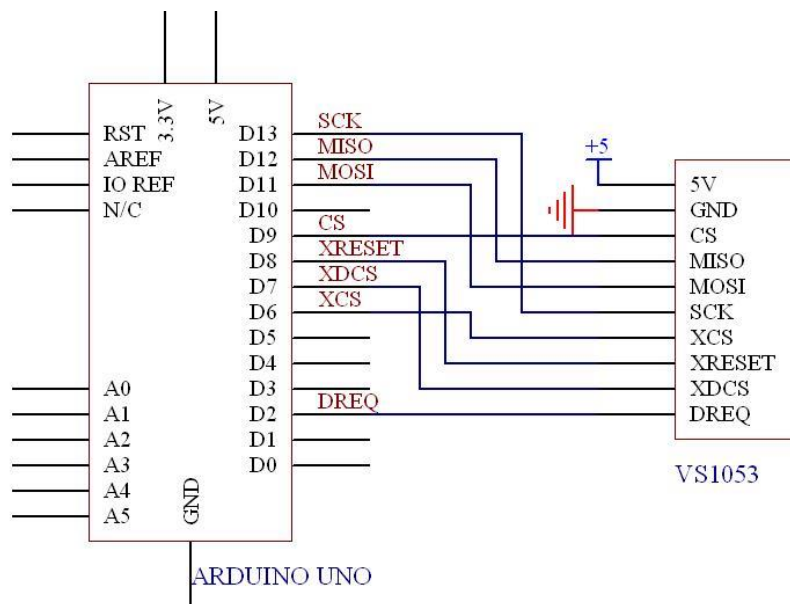 3.3V
5V
RST
AREF
IO REF
N/C
A0
A1
A2
A3
A4
A5
GND
D13
D12
D11
D10
D9
D8
D7
D6
D5
D4
D3
D2
D1
D0
SCK
MISO
MOSI
CS
XRESET
XDCS
XCS
DREQ
ARDUINO UNO
+5
5V
GND
CS
MISO
MOSI
SCK
XCS
XRESET
XDCS
DREQ
VS1053